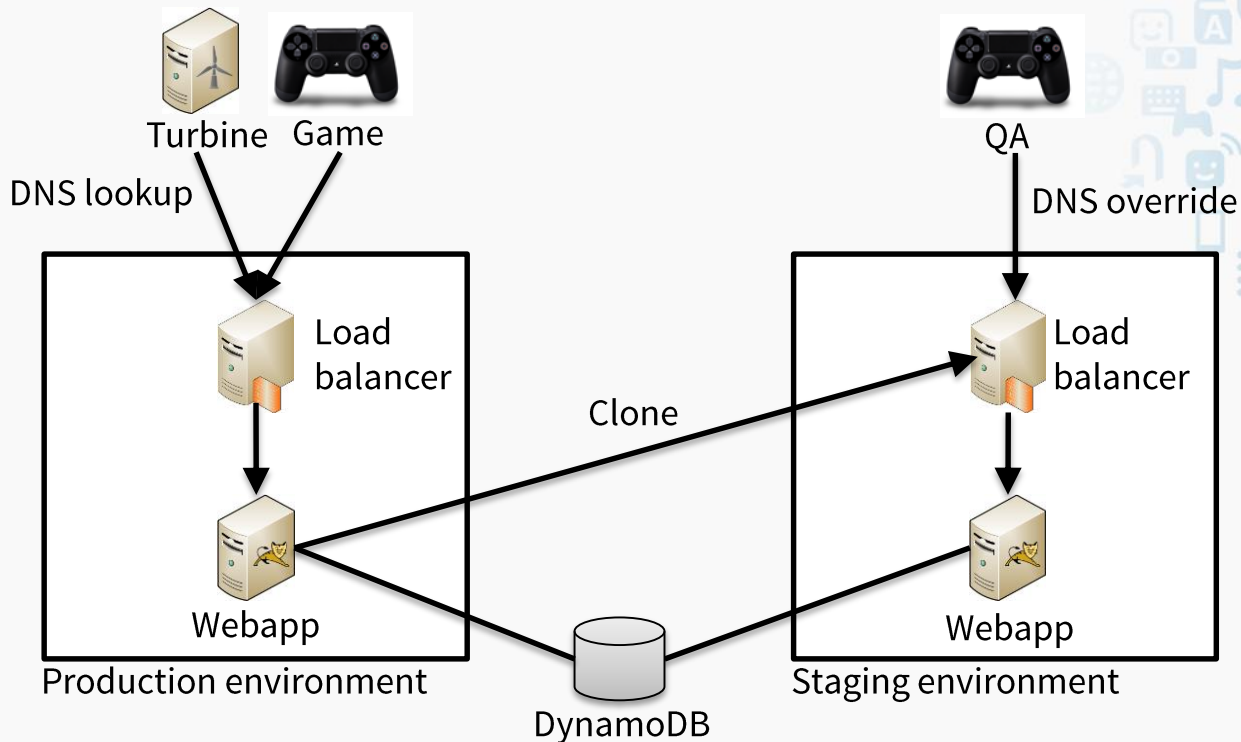 Turbine
Game
QA
DNS lookup
DNS override
Load
balancer
Load
balancer
Clone
Webapp
Webapp
Production environment
Staging environment
DynamoDB